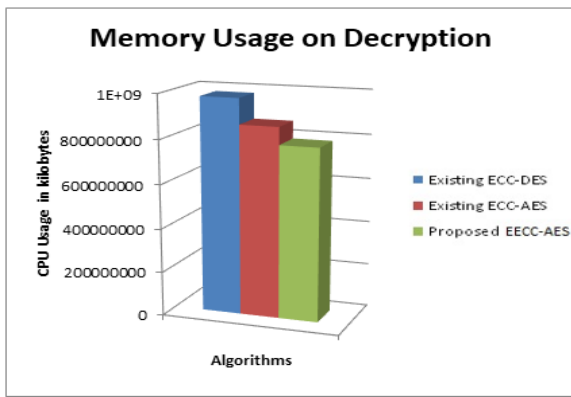 Memory Usage on Decryption
CPU Usage in kilobytes
1E+09
800000000
600000000
400000000
200000000
0
Algorithms
Existing ECC-DES
Existing ECC-AES
Proposed EECC-AES